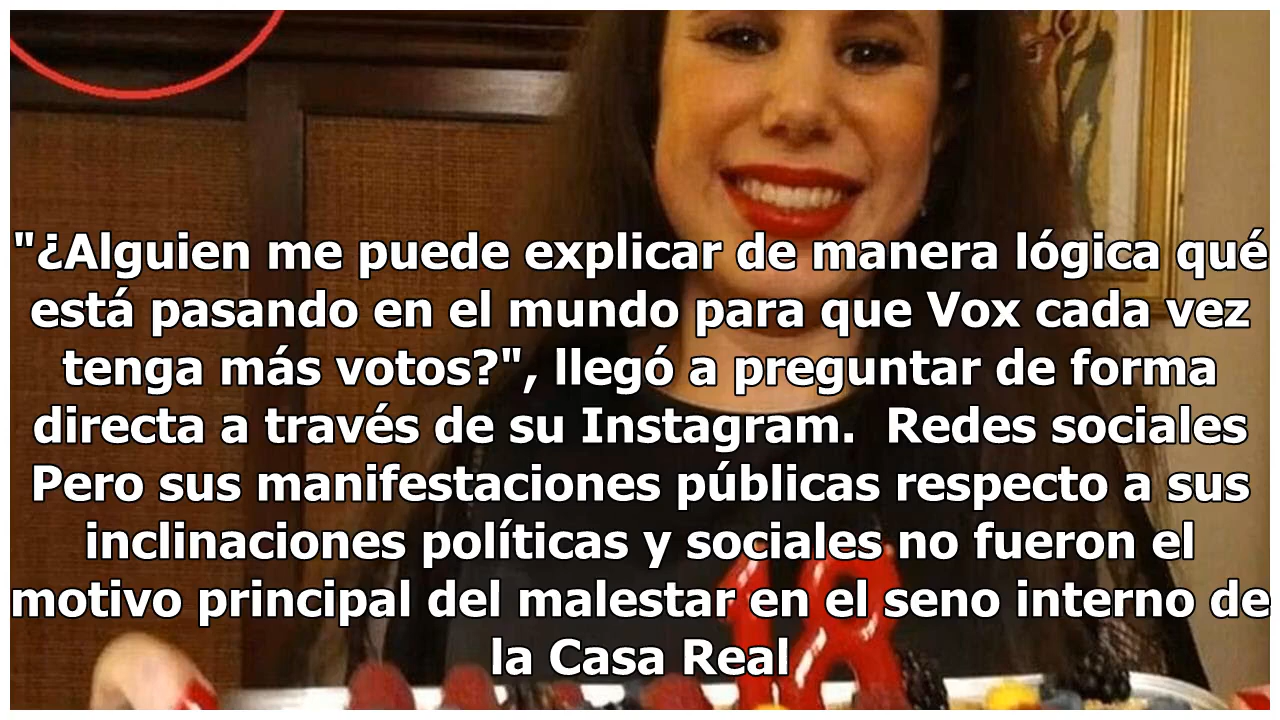 "¿Alguien me puede explicar de manera lógica qué
está pasando en el mundo para que Vox cada vez
tenga más votos?", llegó a preguntar de forma
directa a través de su Instagram.  Redes sociales
Pero sus manifestaciones públicas respecto a sus
inclinaciones políticas y sociales no fueron el
motivo principal del malestar en el seno interno de
la Casa Real
18